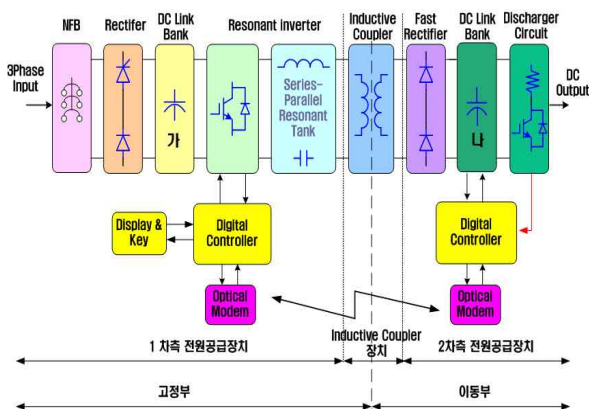 NFB
Rectifer
DC Link
Bank
Resonant inverter
Inductive
Coupler
Fast
Rectifier
DC Link
Bank
Discharger
Circuit
3Phase
Input
DC
Output
가
Series-
Parallel
Resonant
Tank
나
Display &
Key
Digital
Controller
Digital
Controller
Optical
Modem
Optical
Modem
1 차측 전원공급장치
Inductive Coupler
장치
2차측 전원공급장치
고정부
이동부